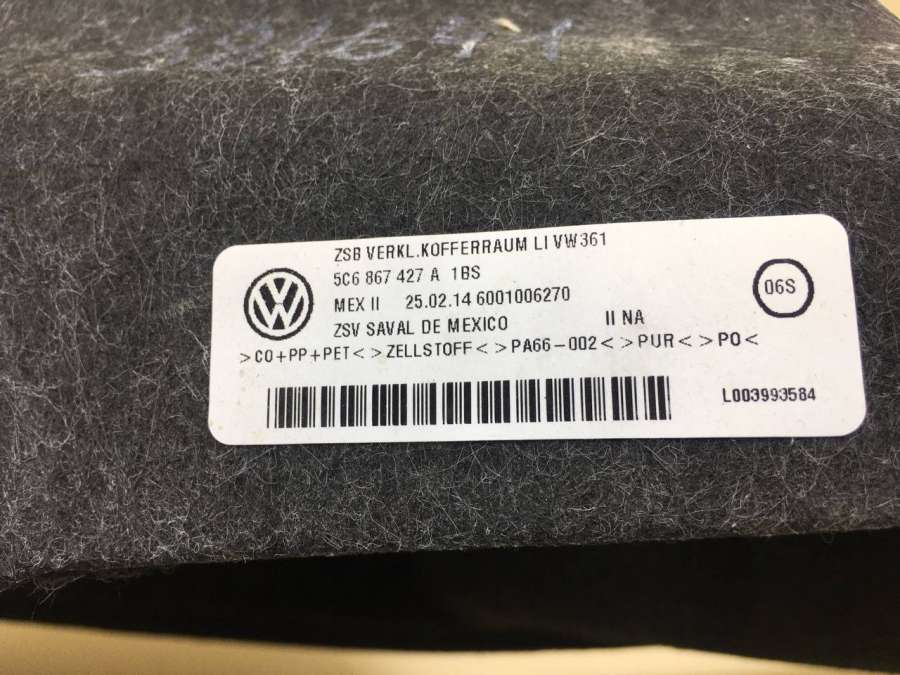 ZSB VERKL.KOFFERRAUM LI VW361
5C6 867 427 A 1BS
MEX II 25.02.14 6001006270
ZSV SAVAL DE MEXICO II NA
>CO+PP+PET< >ZELLSTOFF< >PA66-002< >PUR< >PO<
06S
L003993584